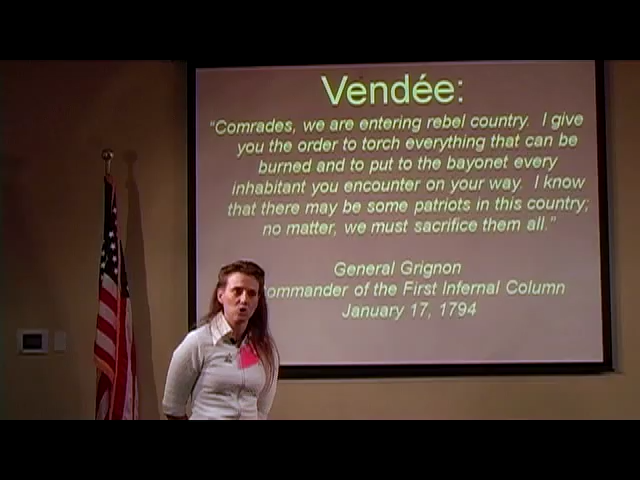 Vendée:
"Comrades, we are entering rebel country. I give
you the order to torch everything that can be
burned and to put to the bayonet every
inhabitant you encounter on your way. I know
that there may be some patriots in this country;
no matter, we must sacrifice them all."
General Grignon
ommander of the First Infernal Column
January 17, 1794